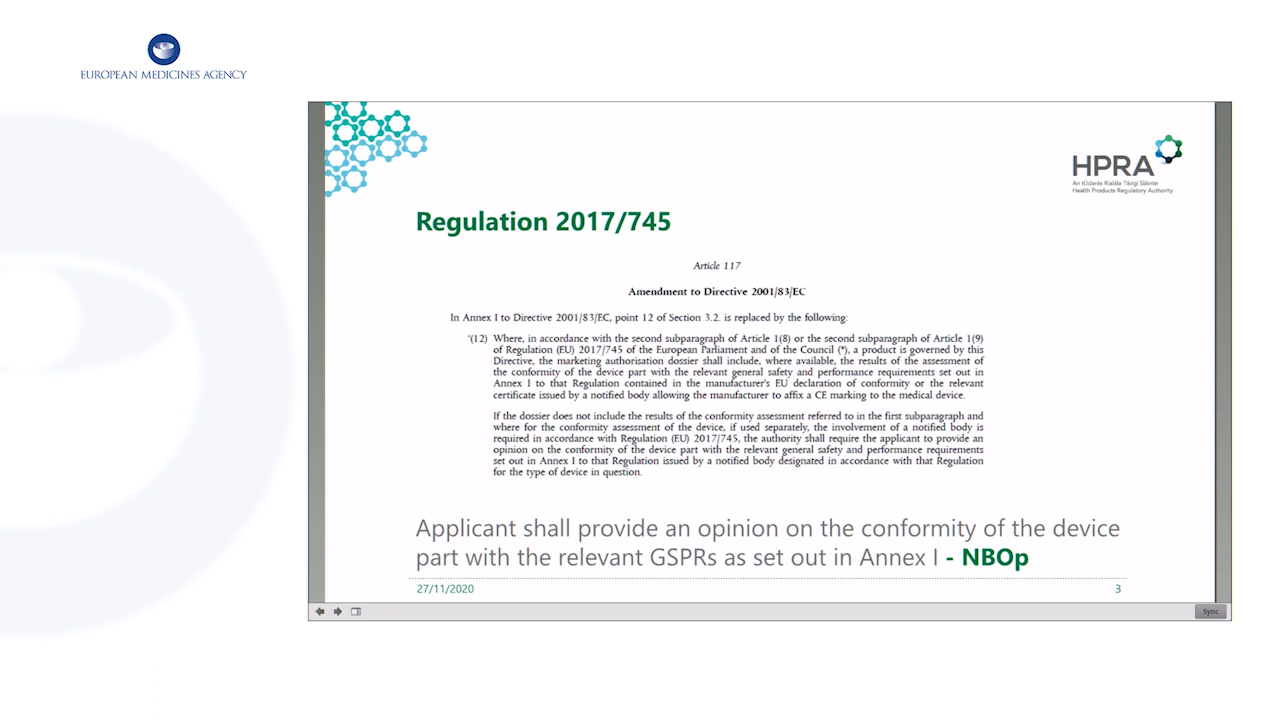 EUROPEAN MEDICINES AGENCY
HPRA
An tÚdarás Rialála Táirgí Sláinte
Health Products Regulatory Authority
Regulation 2017/745
Article 117
Amendment to Directive 2001/83/EC
In Annex I to Directive 2001/83/EC, point 12 of Section 3.2. is replaced by the following:
'(12) Where, in accordance with the second subparagraph of Article 1(8) or the second subparagraph of Article 1(9)
of Regulation (EU) 2017/745 of the European Parliament and of the Council (*), a product is governed by this
Directive, the marketing authorisation dossier shall include, where available, the results of the assessment of
the conformity of the device part with the relevant general safety and performance requirements set out in
Annex I to that Regulation contained in the manufacturer's EU declaration of conformity or the relevant
certificate issued by a notified body allowing the manufacturer to affix a CE marking to the medical device.
If the dossier does not include the results of the conformity assessment referred to in the first subparagraph and
where for the conformity assessment of the device, if used separately, the involvement of a notified body is
required in accordance with Regulation (EU) 2017/745, the authority shall require the applicant to provide an
opinion on the conformity of the device part with the relevant general safety and performance requirements
set out in Annex I to that Regulation issued by a notified body designated in accordance with that Regulation
for the type of device in question.
Applicant shall provide an opinion on the conformity of the device
part with the relevant GSPRs as set out in Annex I - NBOp
27/11/2020
3
Sync